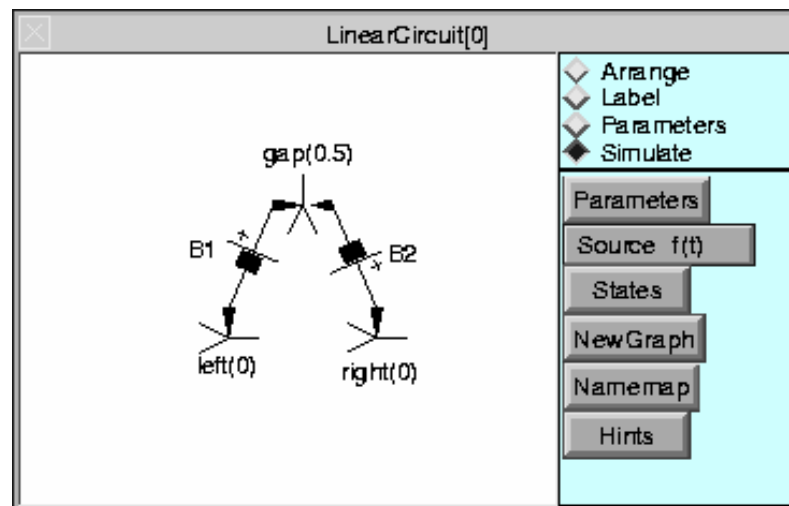 LinearCircuit[0]
Arrange
Label
Parameters
Simulate
gap(0.5)
Parameters
B1
+
+
B2
Source f(t)
States
NewGraph
left(0)
right(0)
Namemap
Hints